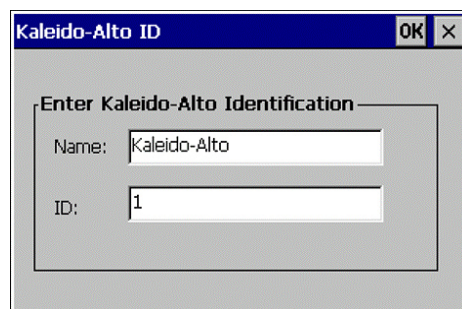 Kaleido-Alto ID OK ×
Enter Kaleido-Alto Identification
Name: Kaleido-Alto
ID: 1